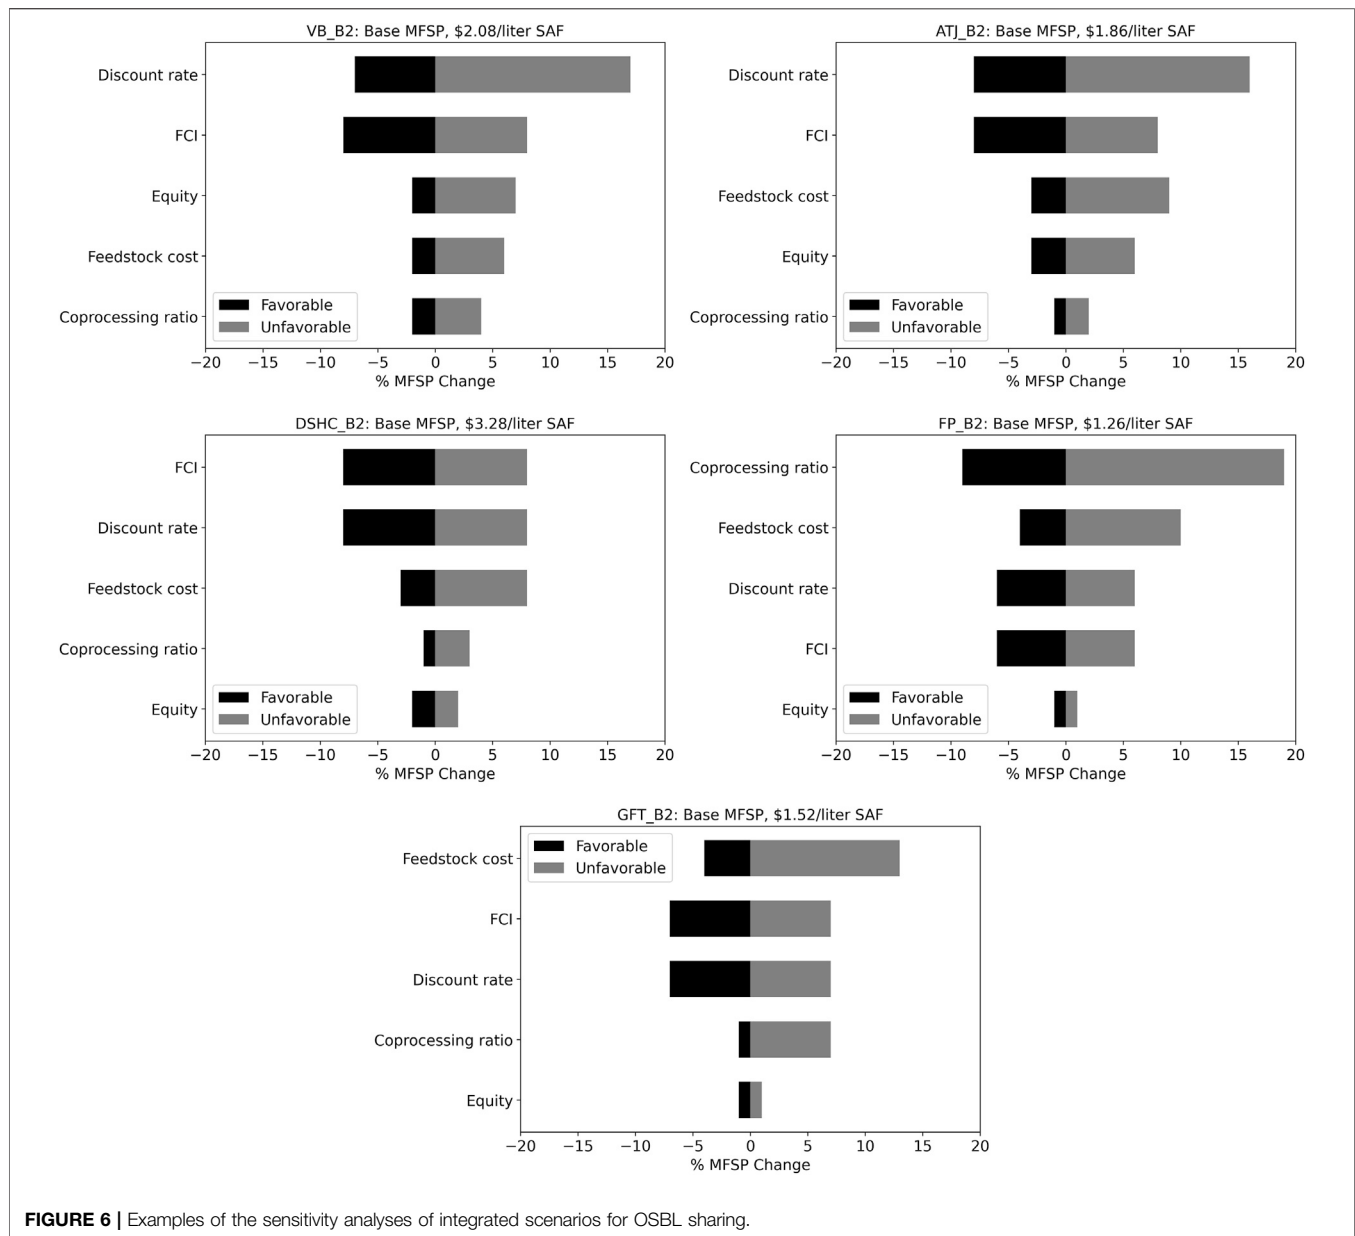 VB_B2: Base MFSP, $2.08/liter SAF
Discount rate
FCI
Equity
Feedstock cost
Coprocessing ratio
Favorable
Unfavorable
−20 −15 −10 −5 0 5 10 15 20
% MFSP Change
ATJ_B2: Base MFSP, $1.86/liter SAF
Discount rate
FCI
Feedstock cost
Equity
Coprocessing ratio
Favorable
Unfavorable
−20 −15 −10 −5 0 5 10 15 20
% MFSP Change
DSHC_B2: Base MFSP, $3.28/liter SAF
FCI
Discount rate
Feedstock cost
Coprocessing ratio
Equity
Favorable
Unfavorable
−20 −15 −10 −5 0 5 10 15 20
% MFSP Change
FP_B2: Base MFSP, $1.26/liter SAF
Coprocessing ratio
Feedstock cost
Discount rate
FCI
Equity
Favorable
Unfavorable
−20 −15 −10 −5 0 5 10 15 20
% MFSP Change
GFT_B2: Base MFSP, $1.52/liter SAF
Favorable
Unfavorable
Feedstock cost
FCI
Discount rate
Coprocessing ratio
Equity
−20 −15 −10 −5 0 5 10 15 20
% MFSP Change
FIGURE 6 | Examples of the sensitivity analyses of integrated scenarios for OSBL sharing.